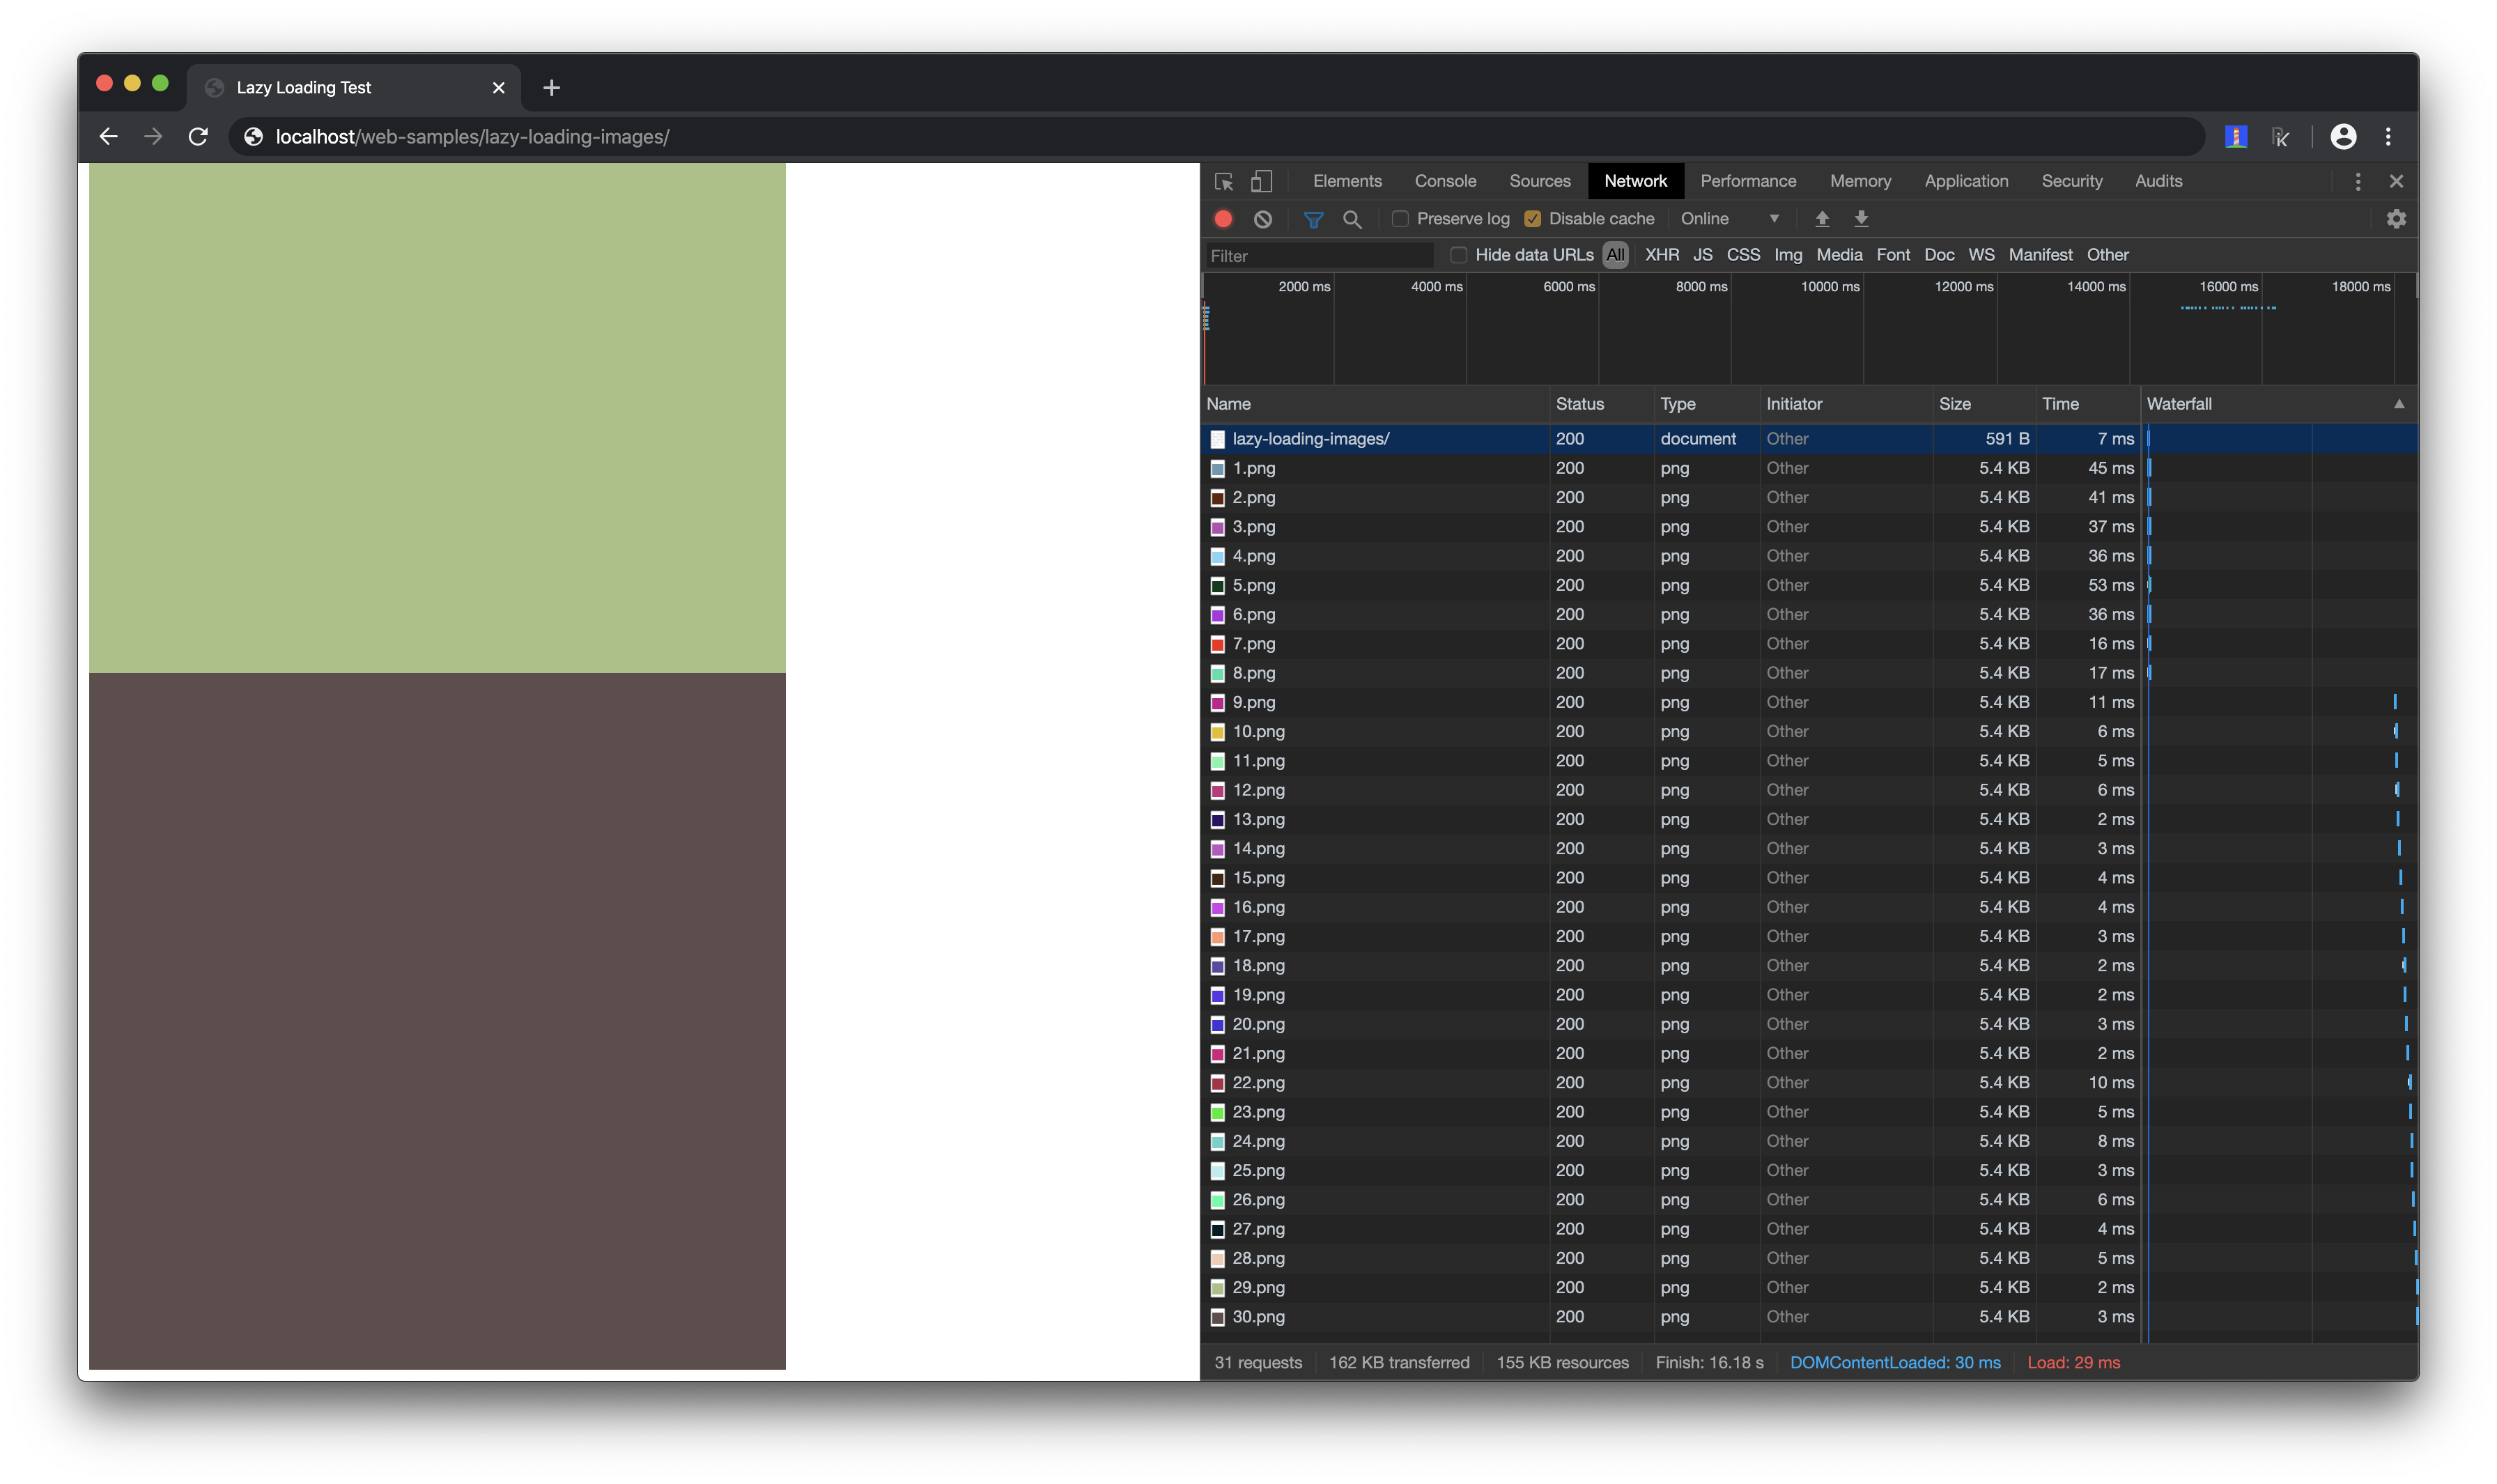 Lazy Loading Test
localhost/web-samples/lazy-loading-images/
Elements Console Sources Network Performance Memory Application Security Audits
Preserve log Disable cache Online
Filter Hide data URLs All XHR JS CSS Img Media Font Doc WS Manifest Other
2000 ms 4000 ms 6000 ms 8000 ms 10000 ms 12000 ms 14000 ms 16000 ms 18000 ms
Name Status Type Initiator Size Time Waterfall
lazy-loading-images/ 200 document Other 591 B 7 ms
1.png 200 png Other 5.4 KB 45 ms
2.png 200 png Other 5.4 KB 41 ms
3.png 200 png Other 5.4 KB 37 ms
4.png 200 png Other 5.4 KB 36 ms
5.png 200 png Other 5.4 KB 53 ms
6.png 200 png Other 5.4 KB 36 ms
7.png 200 png Other 5.4 KB 16 ms
8.png 200 png Other 5.4 KB 17 ms
9.png 200 png Other 5.4 KB 11 ms
10.png 200 png Other 5.4 KB 6 ms
11.png 200 png Other 5.4 KB 5 ms
12.png 200 png Other 5.4 KB 6 ms
13.png 200 png Other 5.4 KB 2 ms
14.png 200 png Other 5.4 KB 3 ms
15.png 200 png Other 5.4 KB 4 ms
16.png 200 png Other 5.4 KB 4 ms
17.png 200 png Other 5.4 KB 3 ms
18.png 200 png Other 5.4 KB 2 ms
19.png 200 png Other 5.4 KB 2 ms
20.png 200 png Other 5.4 KB 3 ms
21.png 200 png Other 5.4 KB 2 ms
22.png 200 png Other 5.4 KB 10 ms
23.png 200 png Other 5.4 KB 5 ms
24.png 200 png Other 5.4 KB 8 ms
25.png 200 png Other 5.4 KB 3 ms
26.png 200 png Other 5.4 KB 6 ms
27.png 200 png Other 5.4 KB 4 ms
28.png 200 png Other 5.4 KB 5 ms
29.png 200 png Other 5.4 KB 2 ms
30.png 200 png Other 5.4 KB 3 ms
31 requests 162 KB transferred 155 KB resources Finish: 16.18 s DOMContentLoaded: 30 ms Load: 29 ms